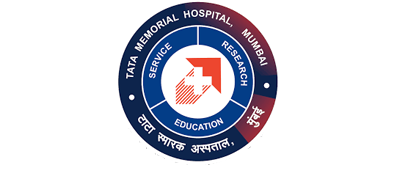 TATA MEMORIAL HOSPITAL, MUMBAI
SERVICE
RESEARCH
EDUCATION
टाटा स्मारक अस्पताल, मुंबई